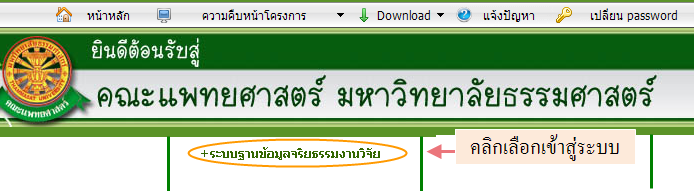 หน้าหลัก ความคืบหน้าโครงการ Download แจ้งปัญหา เปลี่ยน password
ยินดีต้อนรับสู่
คณะแพทยศาสตร์ มหาวิทยาลัยธรรมศาสตร์
+ระบบฐานข้อมูลจริยธรรมงานวิจัย
คลิกเลือกเข้าสู่ระบบ